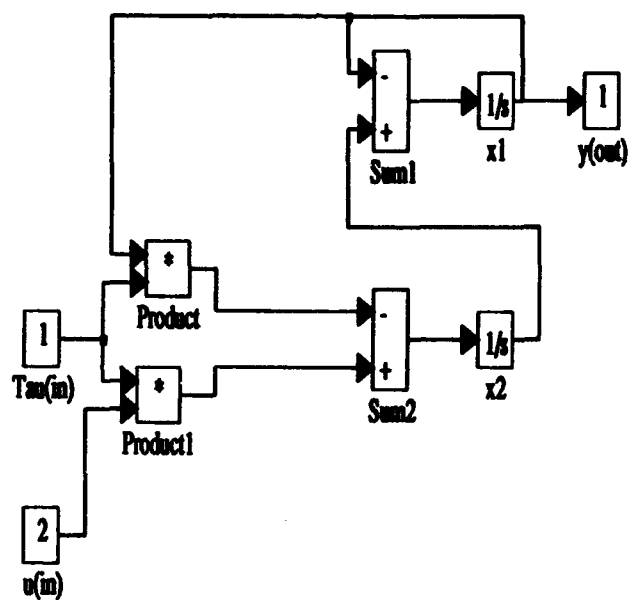 -
+
Sum1
1/s
x1
1
y(out)
*
Product
1
Tau(in)
*
Product1
-
+
Sum2
1/s
x2
2
u(in)